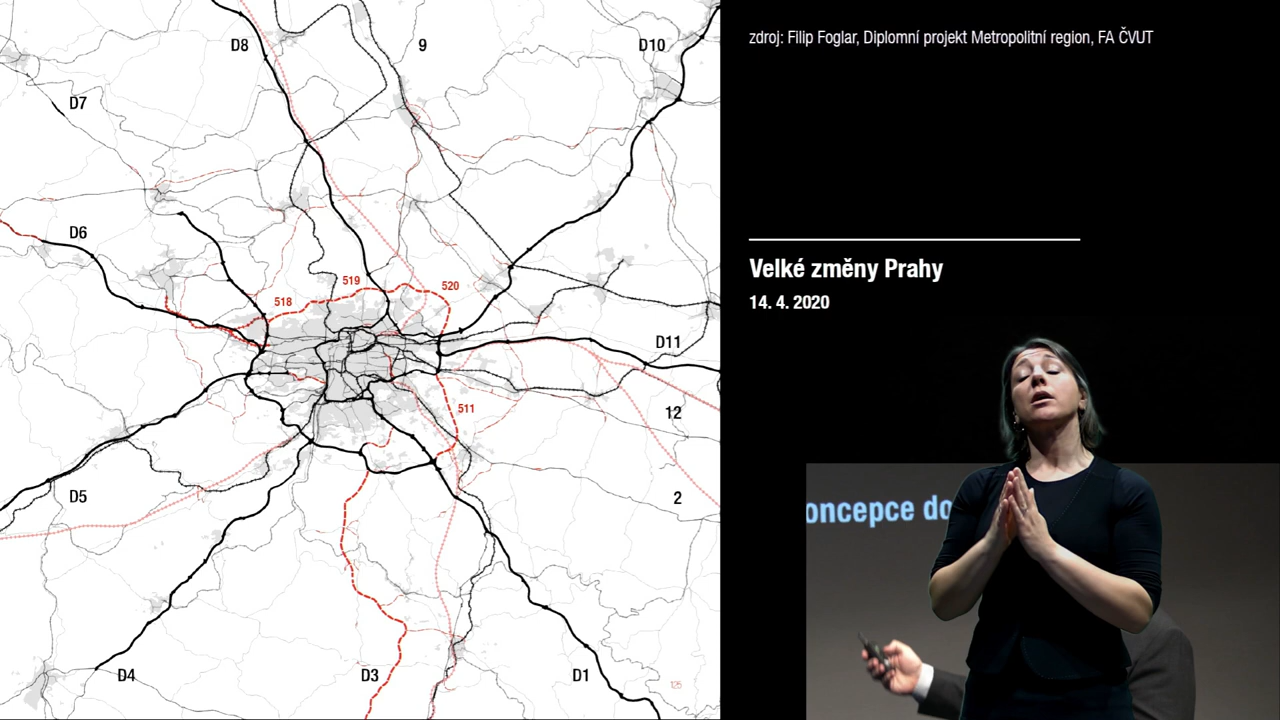 D8
9
D10
D7
D6
518
519
520
D11
12
511
D5
2
D4
D3
D1
zdroj: Filip Foglar, Diplomní projekt Metropolitní region, FA ČVUT
Velké změny Prahy
14. 4. 2020
oncepce do